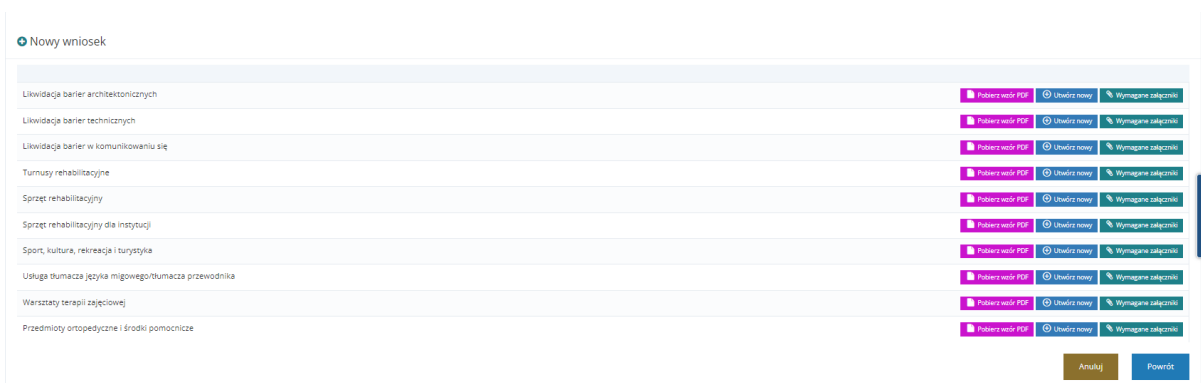 Nowy wniosek
Likwidacja barier architektonicznych Pobierz wzór PDF Utwórz nowy Wymagane załączniki
Likwidacja barier technicznych Pobierz wzór PDF Utwórz nowy Wymagane załączniki
Likwidacja barier w komunikowaniu się Pobierz wzór PDF Utwórz nowy Wymagane załączniki
Turnusy rehabilitacyjne Pobierz wzór PDF Utwórz nowy Wymagane załączniki
Sprzęt rehabilitacyjny Pobierz wzór PDF Utwórz nowy Wymagane załączniki
Sprzęt rehabilitacyjny dla instytucji Pobierz wzór PDF Utwórz nowy Wymagane załączniki
Sport, kultura, rekreacja i turystyka Pobierz wzór PDF Utwórz nowy Wymagane załączniki
Usługa tłumacza języka migowego/tłumacza przewodnika Pobierz wzór PDF Utwórz nowy Wymagane załączniki
Warsztaty terapii zajęciowej Pobierz wzór PDF Utwórz nowy Wymagane załączniki
Przedmioty ortopedyczne i środki pomocnicze Pobierz wzór PDF Utwórz nowy Wymagane załączniki
Anuluj Powrót